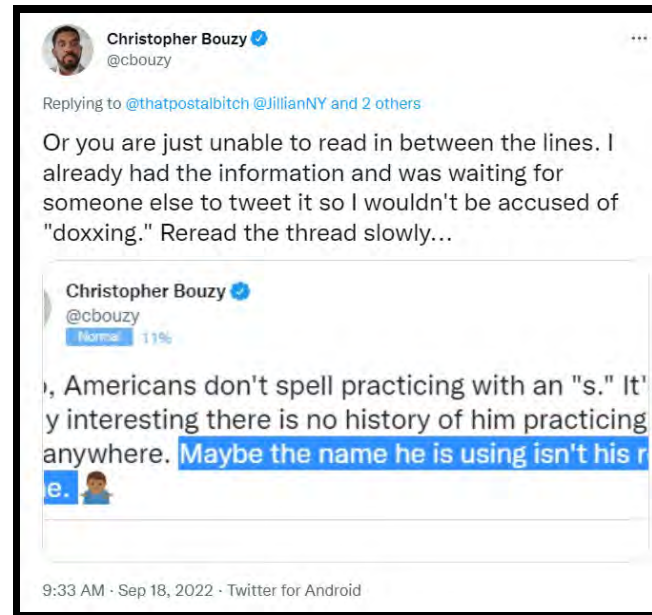 Christopher Bouzy
@cbouzy
Replying to @thatpostalbitch @JillianNY and 2 others
Or you are just unable to read in between the lines. I
already had the information and was waiting for
someone else to tweet it so I wouldn't be accused of
"doxxing." Reread the thread slowly...
Christopher Bouzy
@cbouzy
Normal 11%
, Americans don't spell practicing with an "s." It'
y interesting there is no history of him practicing
anywhere. Maybe the name he is using isn't his r
e.
9:33 AM · Sep 18, 2022 · Twitter for Android